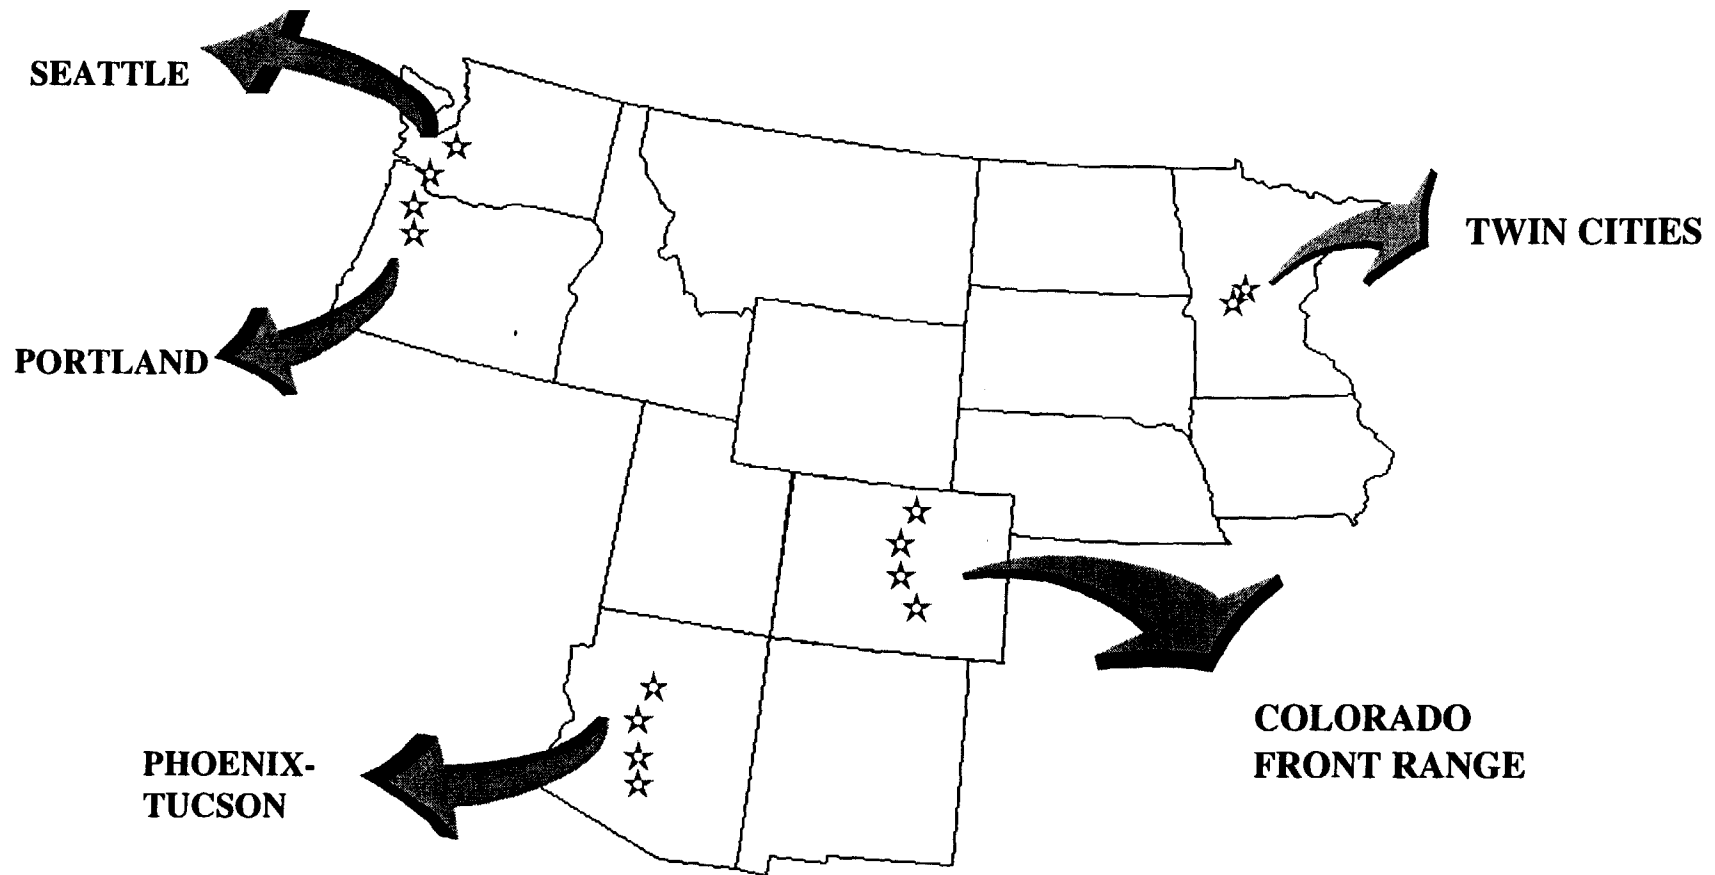 SEATTLE
TWIN CITIES
PORTLAND
COLORADO
FRONT RANGE
PHOENIX-
TUCSON